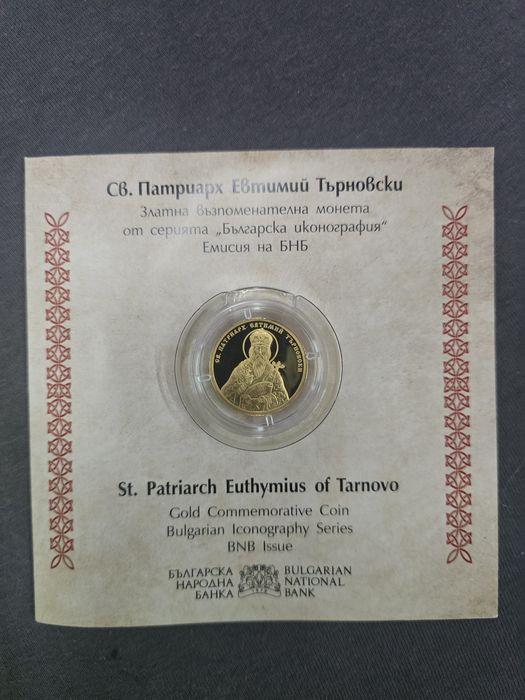 Св. Патриарх Евтимий Търновски
Златна възпоменателна монета
от серията „Българска иконография“
Емисия на БНБ
СВ. ПАТРИАРХ ЕВТИМИЙ ТЪРНОВСКИ
St. Patriarch Euthymius of Tarnovo
Gold Commemorative Coin
Bulgarian Iconography Series
BNB Issue
БЪЛГАРСКА
НАРОДНА
БАНКА
BULGARIAN
NATIONAL
BANK